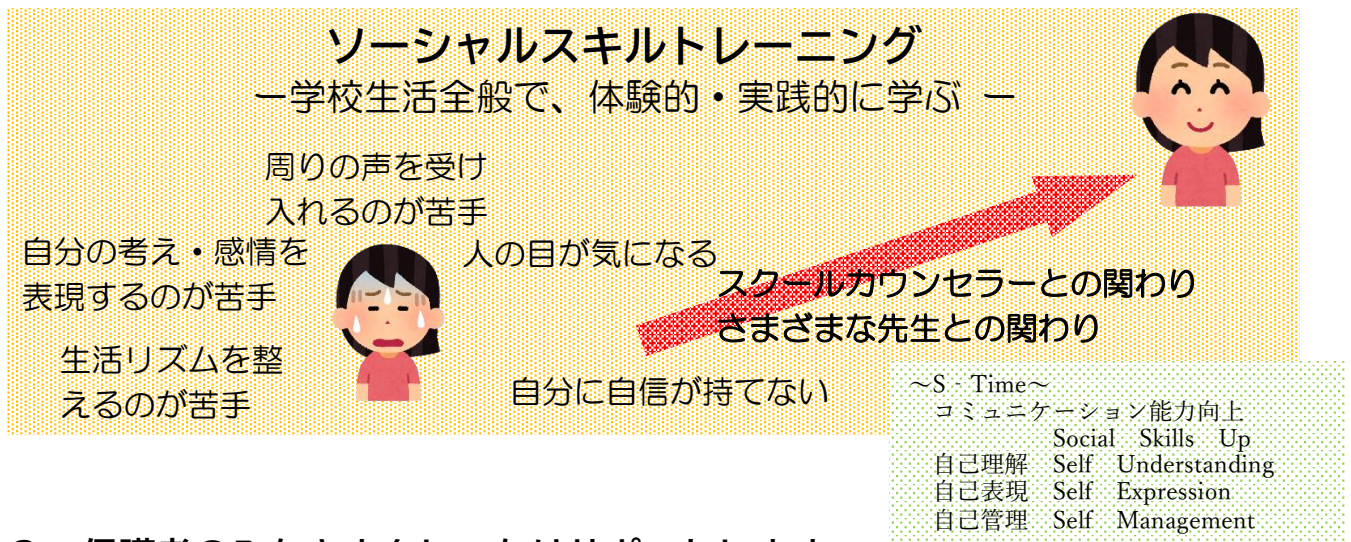 ソーシャルスキルトレーニング
ー学校生活全般で、体験的・実践的に学ぶ ー
周りの声を受け
入れるのが苦手
自分の考え・感情を
表現するのが苦手
人の目が気になる
スクールカウンセラーとの関わり
さまざまな先生との関わり
生活リズムを整
えるのが苦手
自分に自信が持てない
～S‐Time～
コミュニケーション能力向上
Social Skills Up
自己理解 Self Understanding
自己表現 Self Expression
自己管理 Self Management